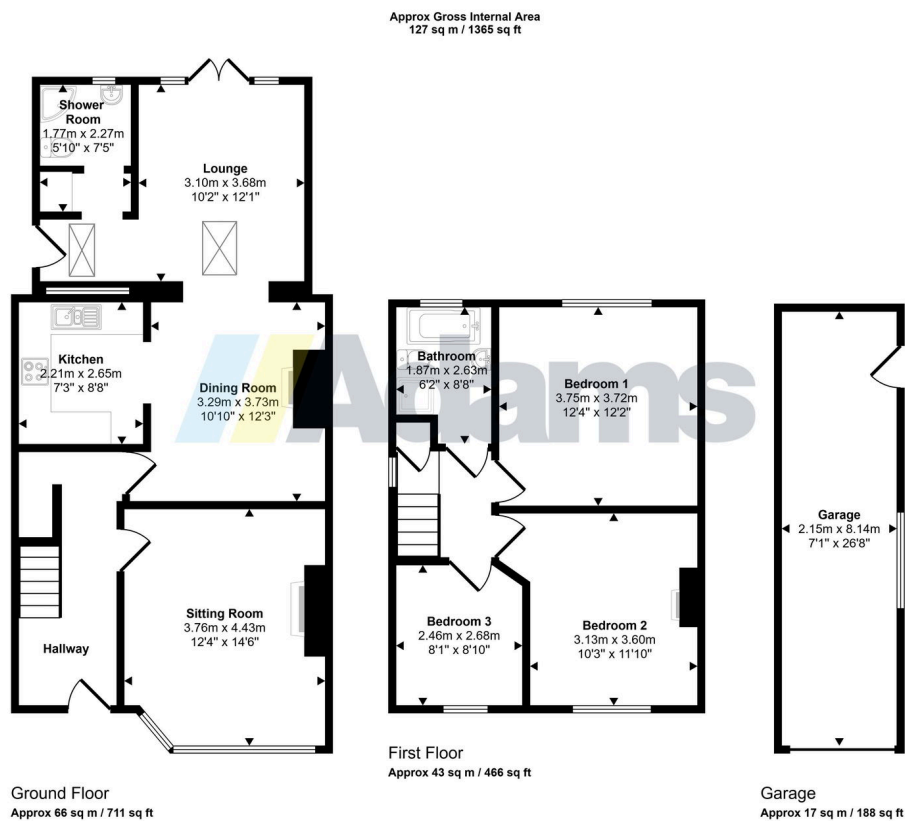 Approx Gross Internal Area
127 sq m / 1365 sq ft
Shower
Room
1.77m x 2.27m
5'10" x 7'5"
Lounge
3.10m x 3.68m
10'2" x 12'1"
Kitchen
2.21m x 2.65m
7'3" x 8'8"
Dining Room
3.29m x 3.73m
10'10" x 12'3"
Sitting Room
3.76m x 4.43m
12'4" x 14'6"
Hallway
Ground Floor
Approx 66 sq m / 711 sq ft
Adams
Bathroom
1.87m x 2.63m
6'2" x 8'8"
Bedroom 1
3.75m x 3.72m
12'4" x 12'2"
Bedroom 3
2.46m x 2.68m
8'1" x 8'10"
Bedroom 2
3.13m x 3.60m
10'3" x 11'10"
First Floor
Approx 43 sq m / 466 sq ft
Garage
2.15m x 8.14m
7'1" x 26'8"
Garage
Approx 17 sq m / 188 sq ft